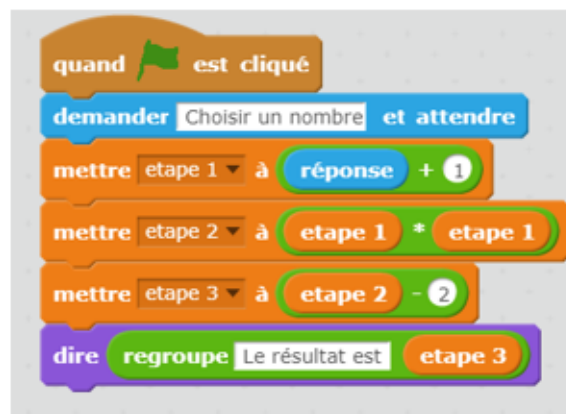 quand est cliqué
demander Choisir un nombre et attendre
mettre etape 1 à réponse + 1
mettre etape 2 à etape 1 * etape 1
mettre etape 3 à etape 2 - 2
dire regroupe Le résultat est etape 3